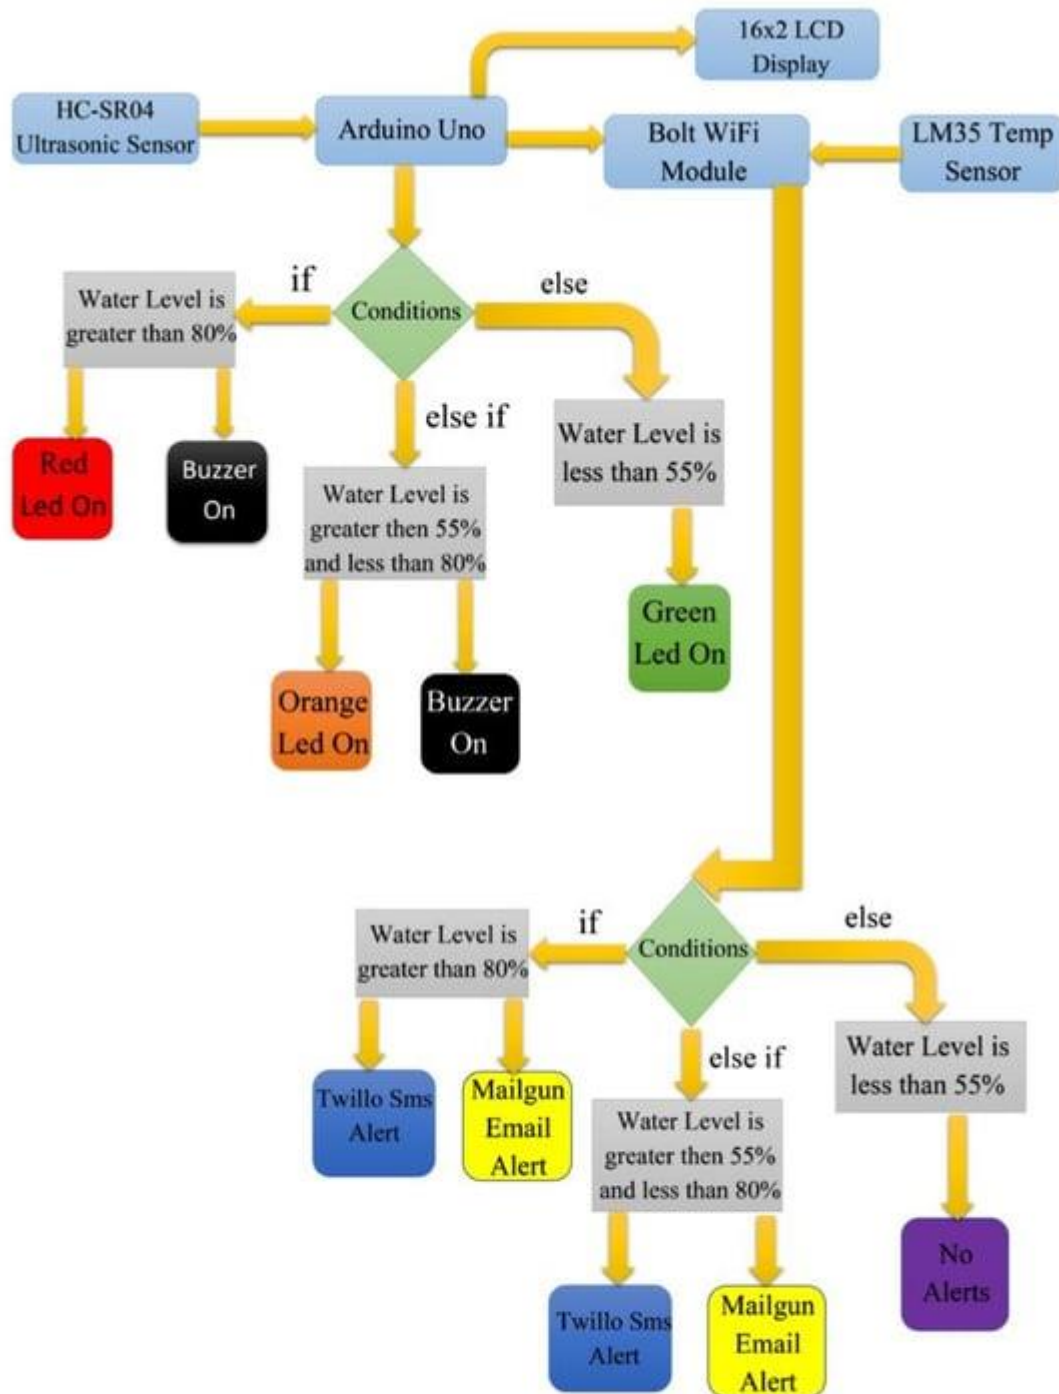 16x2 LCD
Display
HC-SR04
Ultrasonic Sensor
Arduino Uno
Bolt WiFi
Module
LM35 Temp
Sensor
if
Conditions
else
else if
Water Level is
greater than 80%
Red
Led On
Buzzer
On
Water Level is
greater then 55%
and less than 80%
Orange
Led On
Buzzer
On
Water Level is
less than 55%
Green
Led On
if
Conditions
else
else if
Water Level is
greater than 80%
Twillo Sms
Alert
Mailgun
Email
Alert
Water Level is
greater then 55%
and less than 80%
Twillo Sms
Alert
Mailgun
Email
Alert
Water Level is
less than 55%
No
Alerts